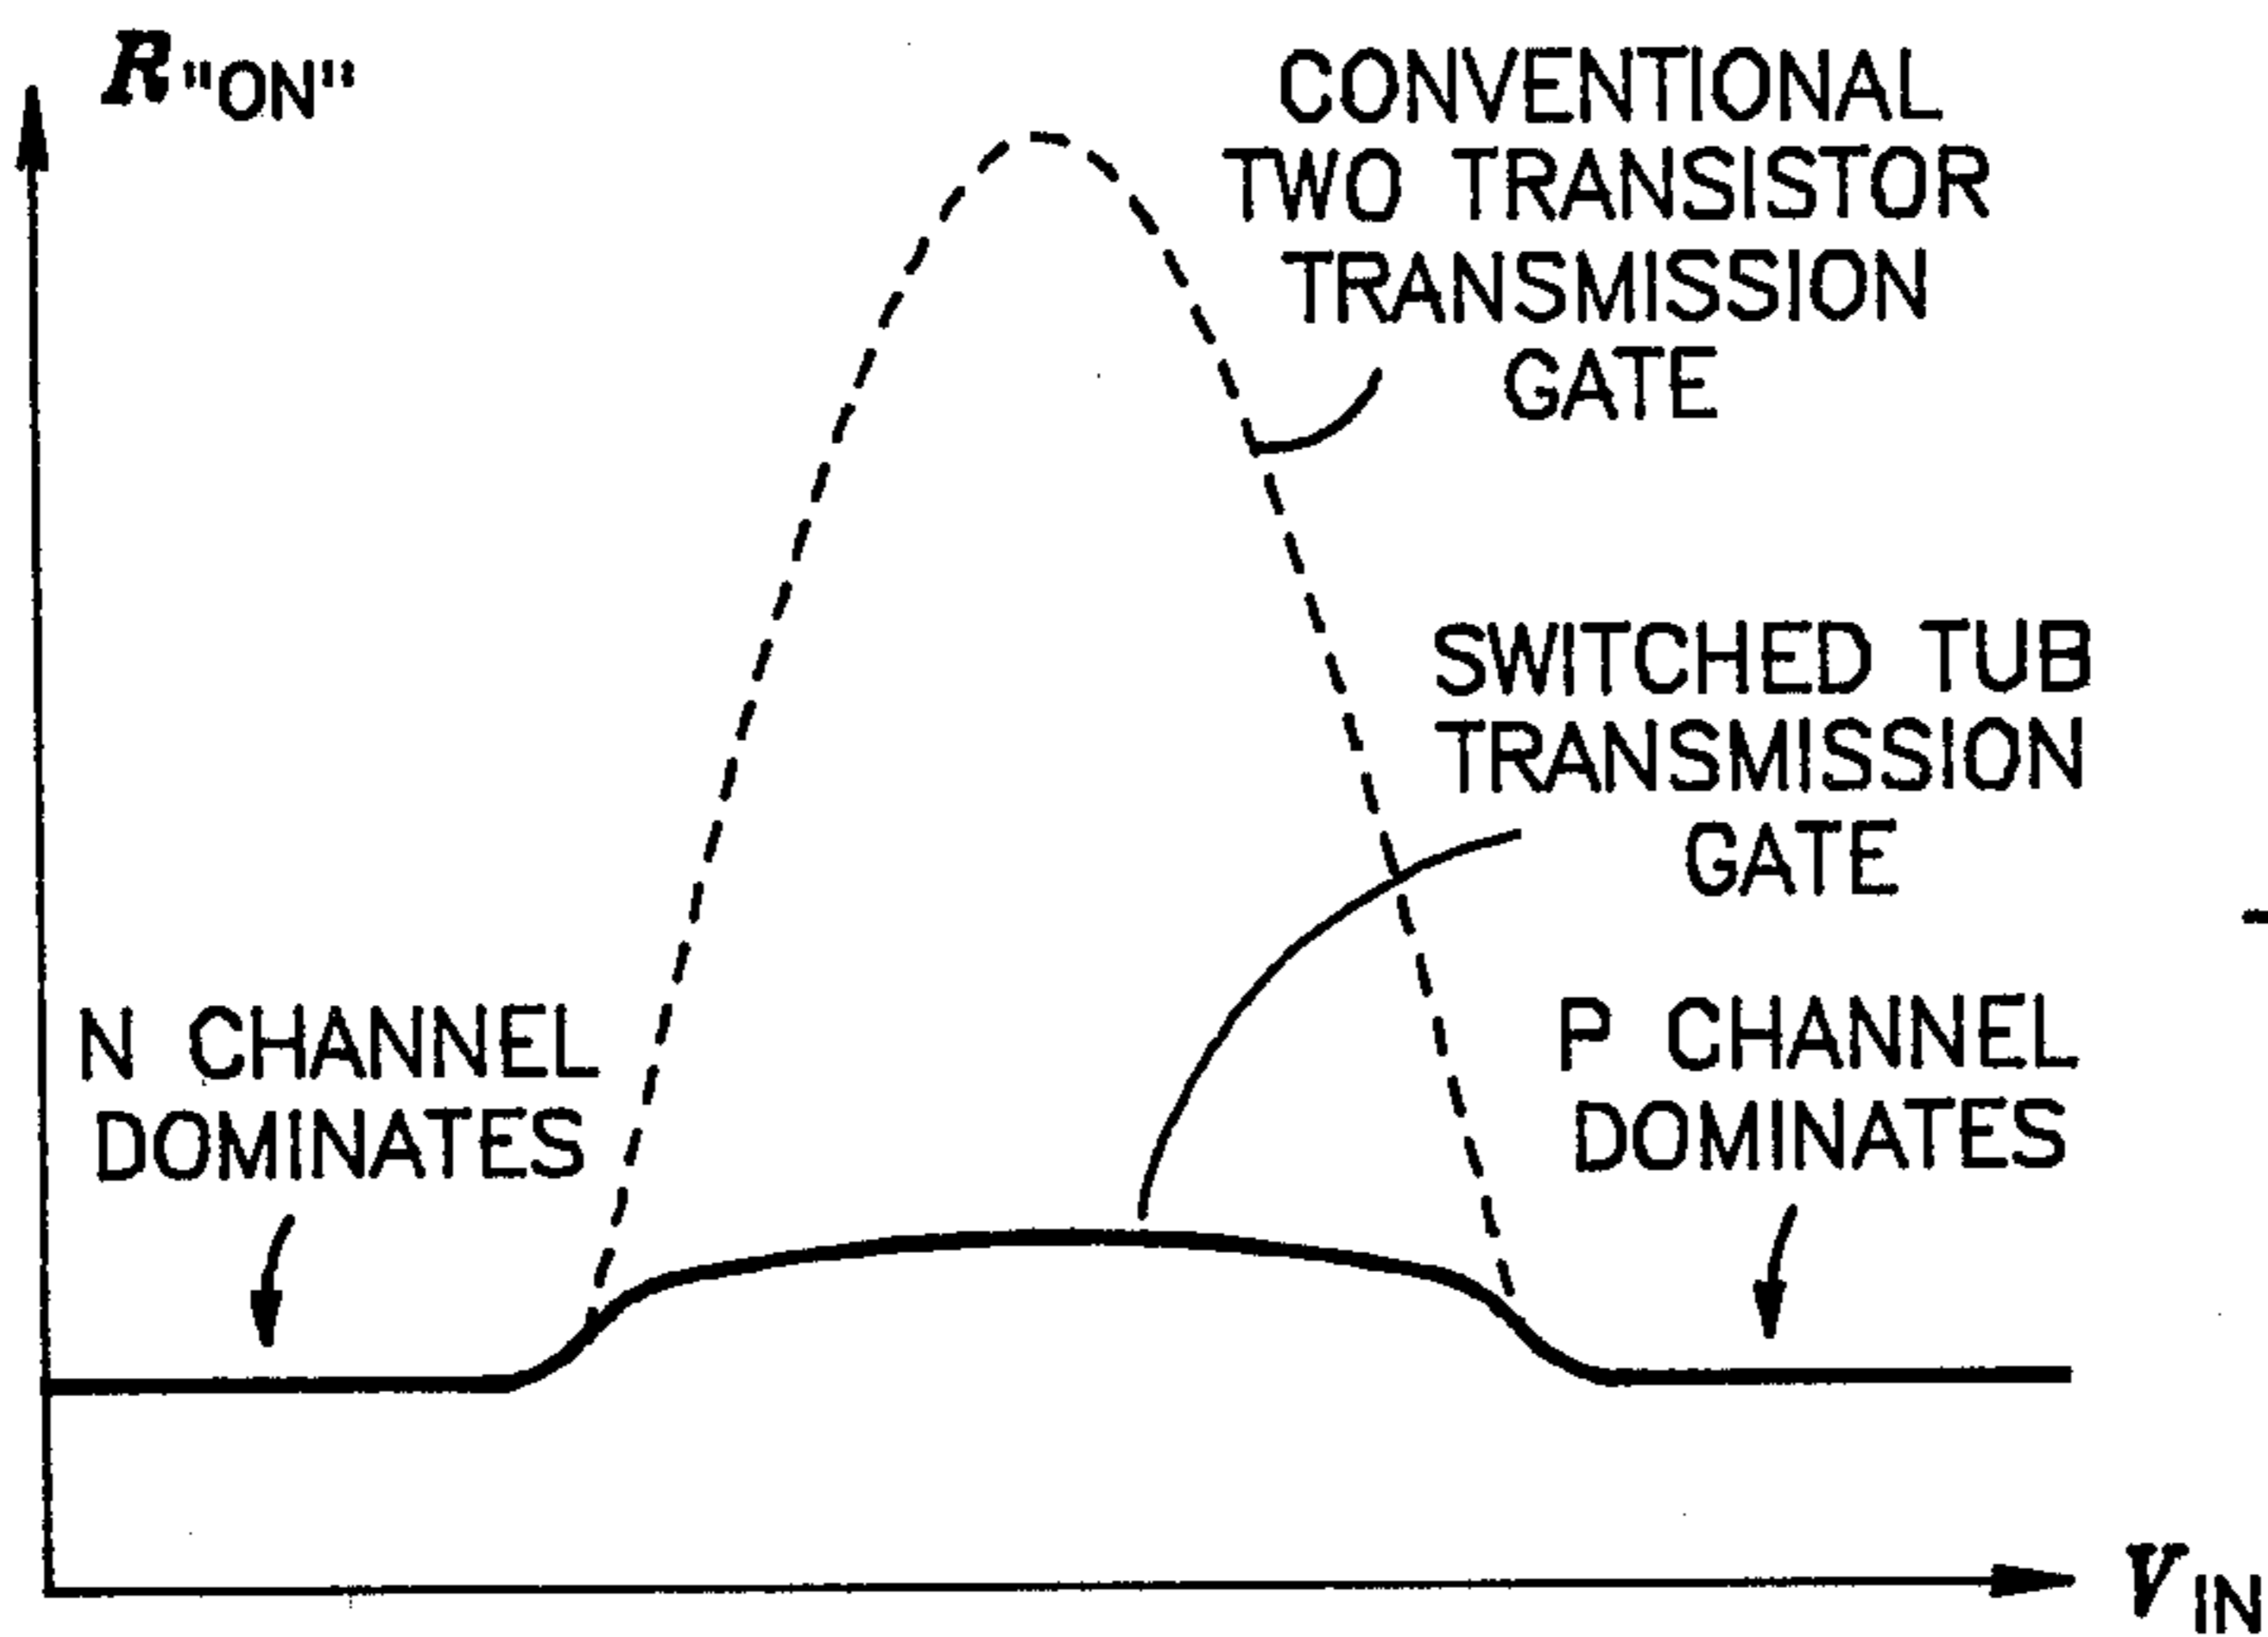 R"ON"
CONVENTIONAL
TWO TRANSISTOR
TRANSMISSION
GATE
SWITCHED TUB
TRANSMISSION
GATE
N CHANNEL
DOMINATES
P CHANNEL
DOMINATES
VIN